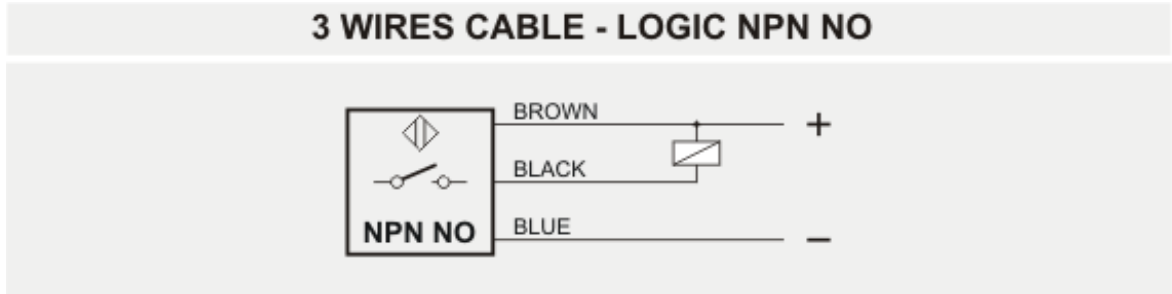 3 WIRES CABLE - LOGIC NPN NO
BROWN
+
BLACK
NPN NO
BLUE
–